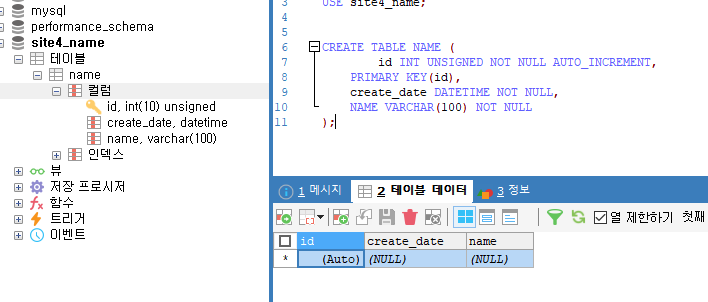 mysql
performance_schema
site4_name
테이블
name
컬럼
id, int(10) unsigned
create_date, datetime
name, varchar(100)
인덱스
뷰
저장 프로시저
함수
트리거
이벤트
3 USE site4_name;
4
5
6 CREATE TABLE NAME (
7 id INT UNSIGNED NOT NULL AUTO_INCREMENT,
8 PRIMARY KEY(id),
9 create_date DATETIME NOT NULL,
10 NAME VARCHAR(100) NOT NULL
11 );
1 메시지 2 테이블 데이터 3 정보
열 제한하기 첫째
id create_date name
* (Auto) (NULL) (NULL)